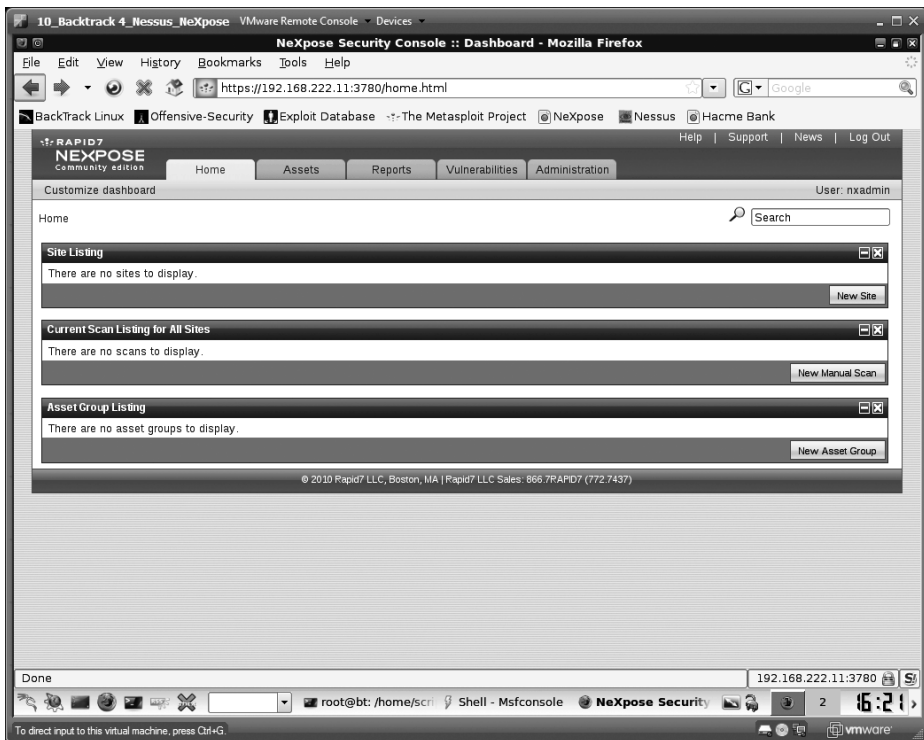 10_Backtrack 4_Nessus_NeXpose VMware Remote Console Devices
NeXpose Security Console :: Dashboard - Mozilla Firefox
File Edit View History Bookmarks Tools Help
https://192.168.222.11:3780/home.html
G Google
BackTrack Linux Offensive-Security Exploit Database The Metasploit Project NeXpose Nessus Hacme Bank
RAPID7
NEXPOSE
Community edition
Help | Support | News | Log Out
Home Assets Reports Vulnerabilities Administration
Customize dashboard User: nxadmin
Home Search
Site Listing
There are no sites to display.
New Site
Current Scan Listing for All Sites
There are no scans to display.
New Manual Scan
Asset Group Listing
There are no asset groups to display.
New Asset Group
© 2010 Rapid7 LLC, Boston, MA | Rapid7 LLC Sales: 866.7RAPID7 (772.7437)
Done 192.168.222.11:3780
root@bt: /home/scri Shell - Msfconsole NeXpose Security 2 16:21
To direct input to this virtual machine, press Ctrl+G. vmware